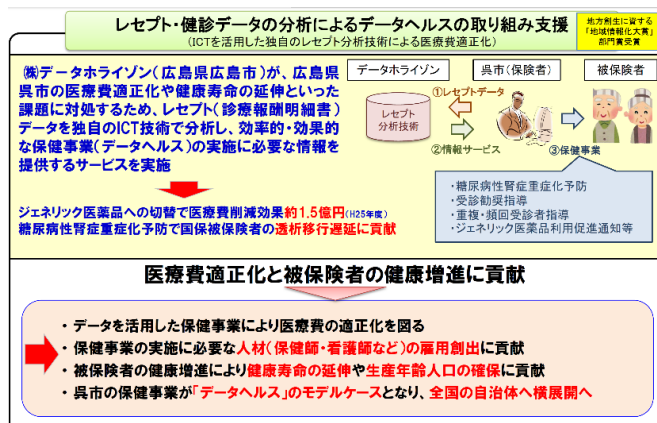 レセプト・健診データの分析によるデータヘルスの取り組み支援
(ICTを活用した独自のレセプト分析技術による医療費適正化)
地方創生に資する
「地域情報化大賞」
部門賞受賞
㈱データホライゾン(広島県広島市)が、広島県
呉市の医療費適正化や健康寿命の延伸といった
課題に対処するため、レセプト(診療報酬明細書)
データを独自のICT技術で分析し、効率的・効果的
な保健事業(データヘルス)の実施に必要な情報を
提供するサービスを実施
ジェネリック医薬品への切替で医療費削減効果約1.5億円(H25年度)
糖尿病性腎症重症化予防で国保被保険者の透析移行遅延に貢献
データホライゾン
呉市(保険者)
被保険者
①レセプトデータ
レセプト
分析技術
②情報サービス
③保健事業
・糖尿病性腎症重症化予防
・受診勧奨指導
・重複・頻回受診者指導
・ジェネリック医薬品利用促進通知等
医療費適正化と被保険者の健康増進に貢献
・データを活用した保健事業により医療費の適正化を図る
・保健事業の実施に必要な人材(保健師・看護師など)の雇用創出に貢献
・被保険者の健康増進により健康寿命の延伸や生産年齢人口の確保に貢献
・呉市の保健事業が「データヘルス」のモデルケースとなり、全国の自治体へ横展開へ